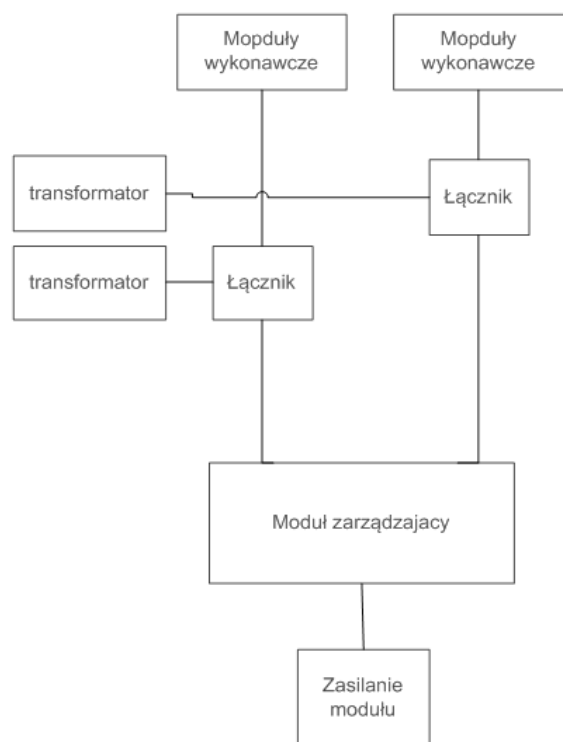 Mopduły
wykonawcze
Mopduły
wykonawcze
transformator
Łącznik
transformator
Łącznik
Moduł zarządzajacy
Zasilanie
modułu